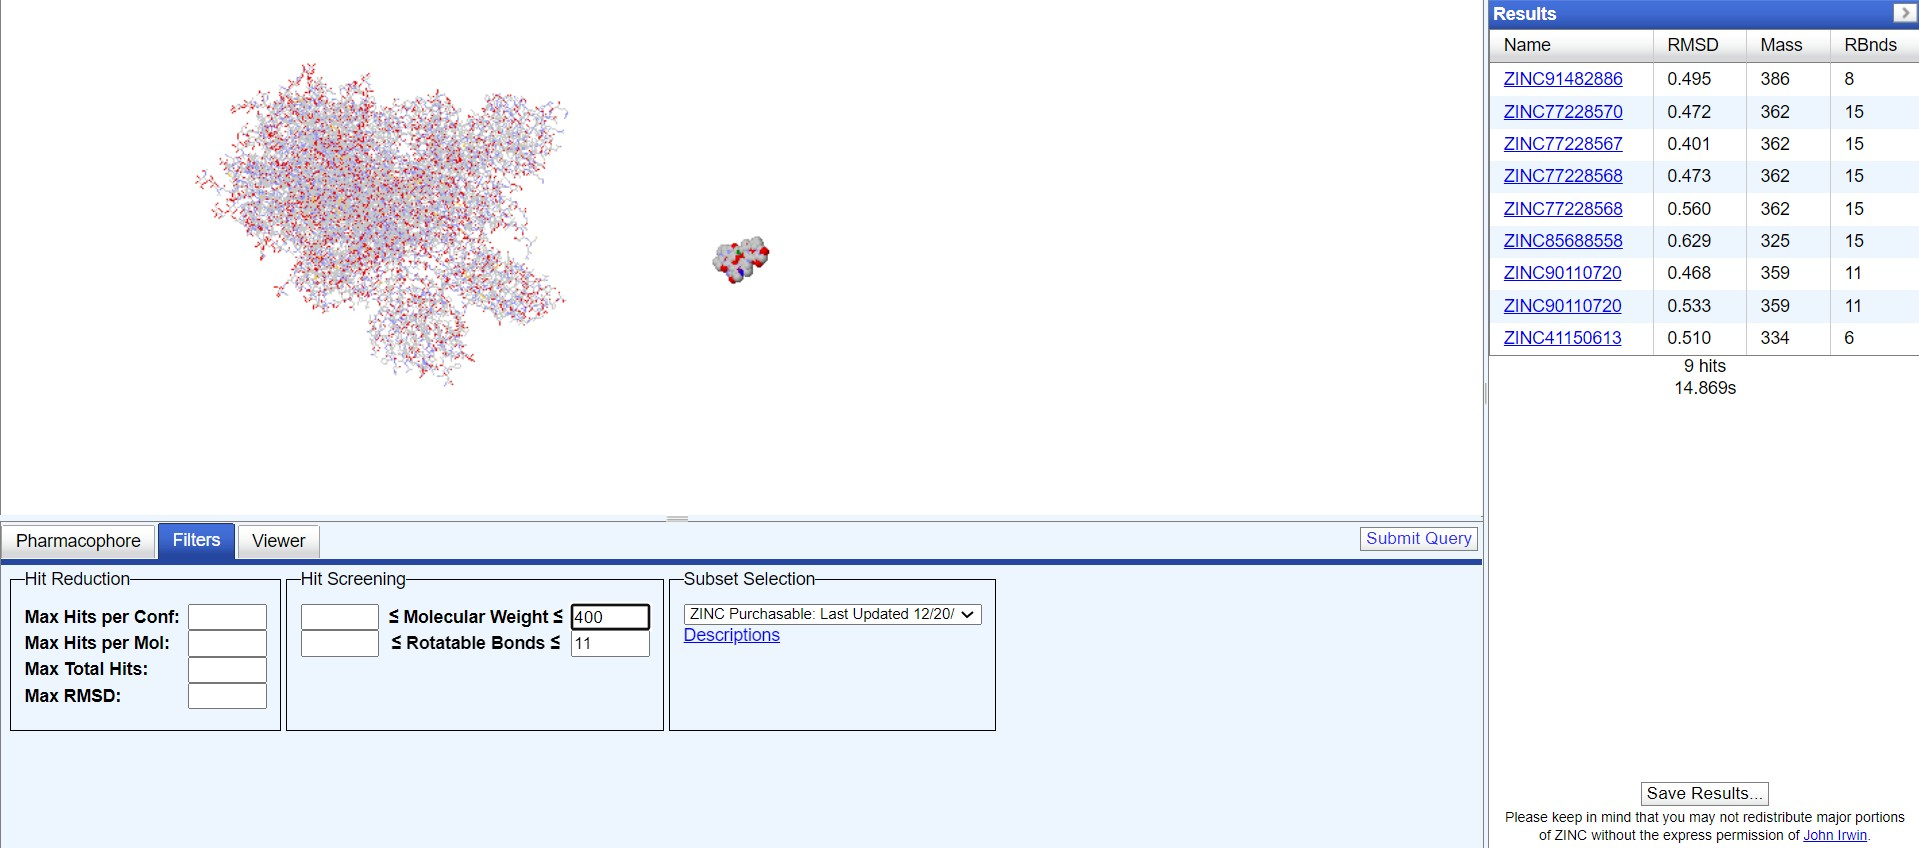 Results
Name RMSD Mass RBnds
ZINC91482886 0.495 386 8
ZINC77228570 0.472 362 15
ZINC77228567 0.401 362 15
ZINC77228568 0.473 362 15
ZINC77228568 0.560 362 15
ZINC85688558 0.629 325 15
ZINC90110720 0.468 359 11
ZINC90110720 0.533 359 11
ZINC41150613 0.510 334 6
9 hits
14.869s
Pharmacophore Filters Viewer Submit Query
Hit Reduction
Max Hits per Conf:
Max Hits per Mol:
Max Total Hits:
Max RMSD:
Hit Screening
≤ Molecular Weight ≤ 400
≤ Rotatable Bonds ≤ 11
Subset Selection
ZINC Purchasable: Last Updated 12/20/
Descriptions
Save Results...
Please keep in mind that you may not redistribute major portions
of ZINC without the express permission of John Irwin.